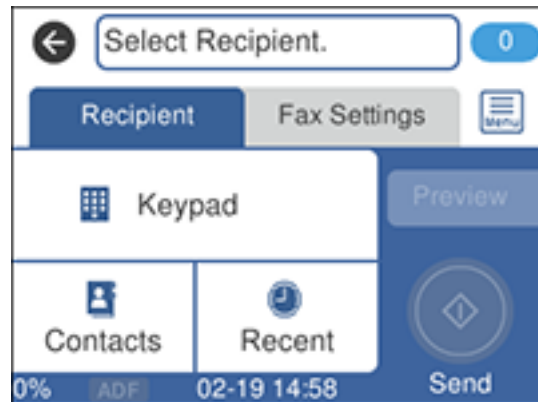 Select Recipient.
0
Recipient
Fax Settings
Menu
Keypad
Preview
Contacts
Recent
0%
ADF
02-19 14:58
Send